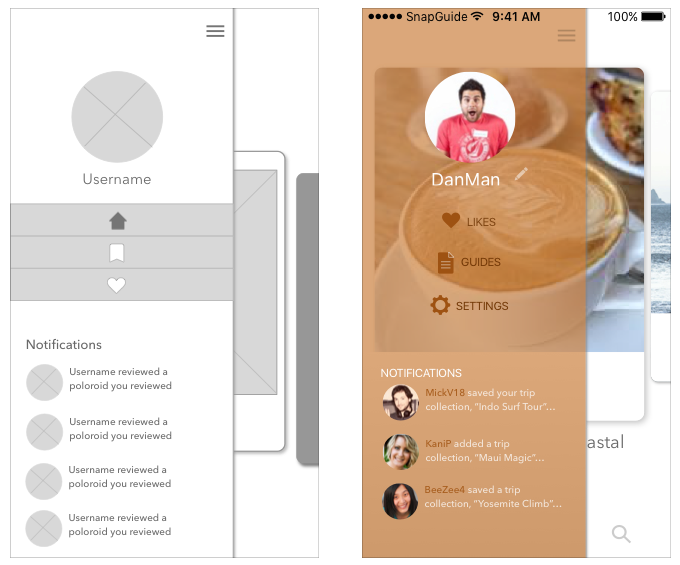 Username
Notifications
Username reviewed a
poloroid you reviewed
Username reviewed a
poloroid you reviewed
Username reviewed a
poloroid you reviewed
Username reviewed a
poloroid you reviewed
SnapGuide 9:41 AM 100%
DanMan
LIKES
GUIDES
SETTINGS
NOTIFICATIONS
MickV18 saved your trip
collection, “Indo Surf Tour”...
KaniP added a trip
collection, “Maui Magic”...
BeeZee4 saved a trip
collection, “Yosemite Climb”...
astal